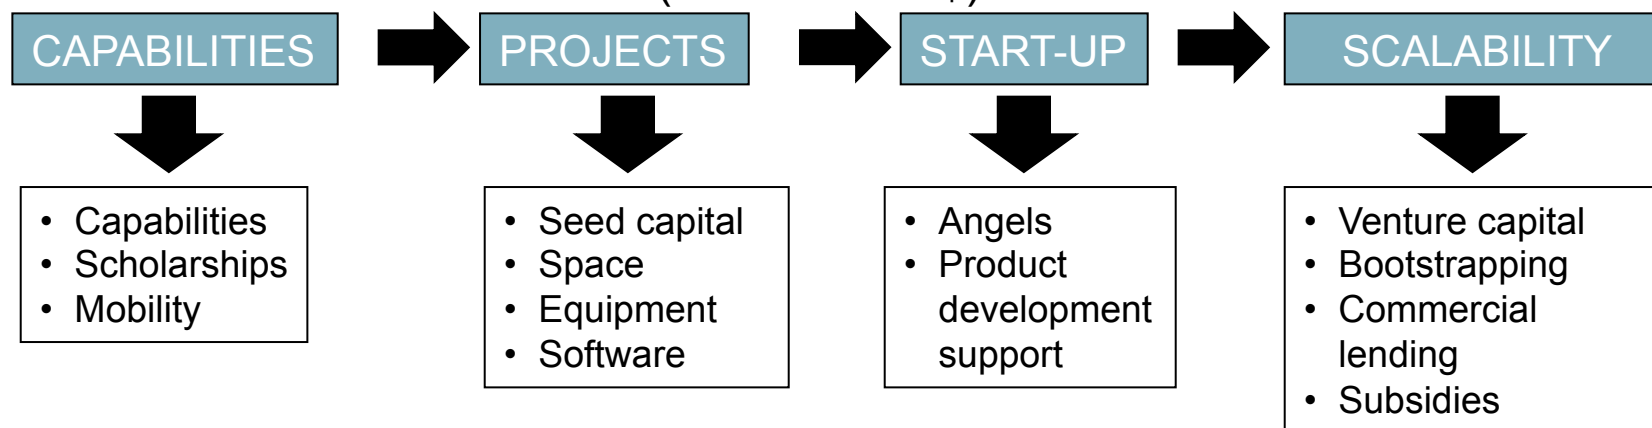 CAPABILITIES
PROJECTS
START-UP
SCALABILITY
• Capabilities
• Scholarships
• Mobility
• Seed capital
• Space
• Equipment
• Software
• Angels
• Product
development
support
• Venture capital
• Bootstrapping
• Commercial
lending
• Subsidies